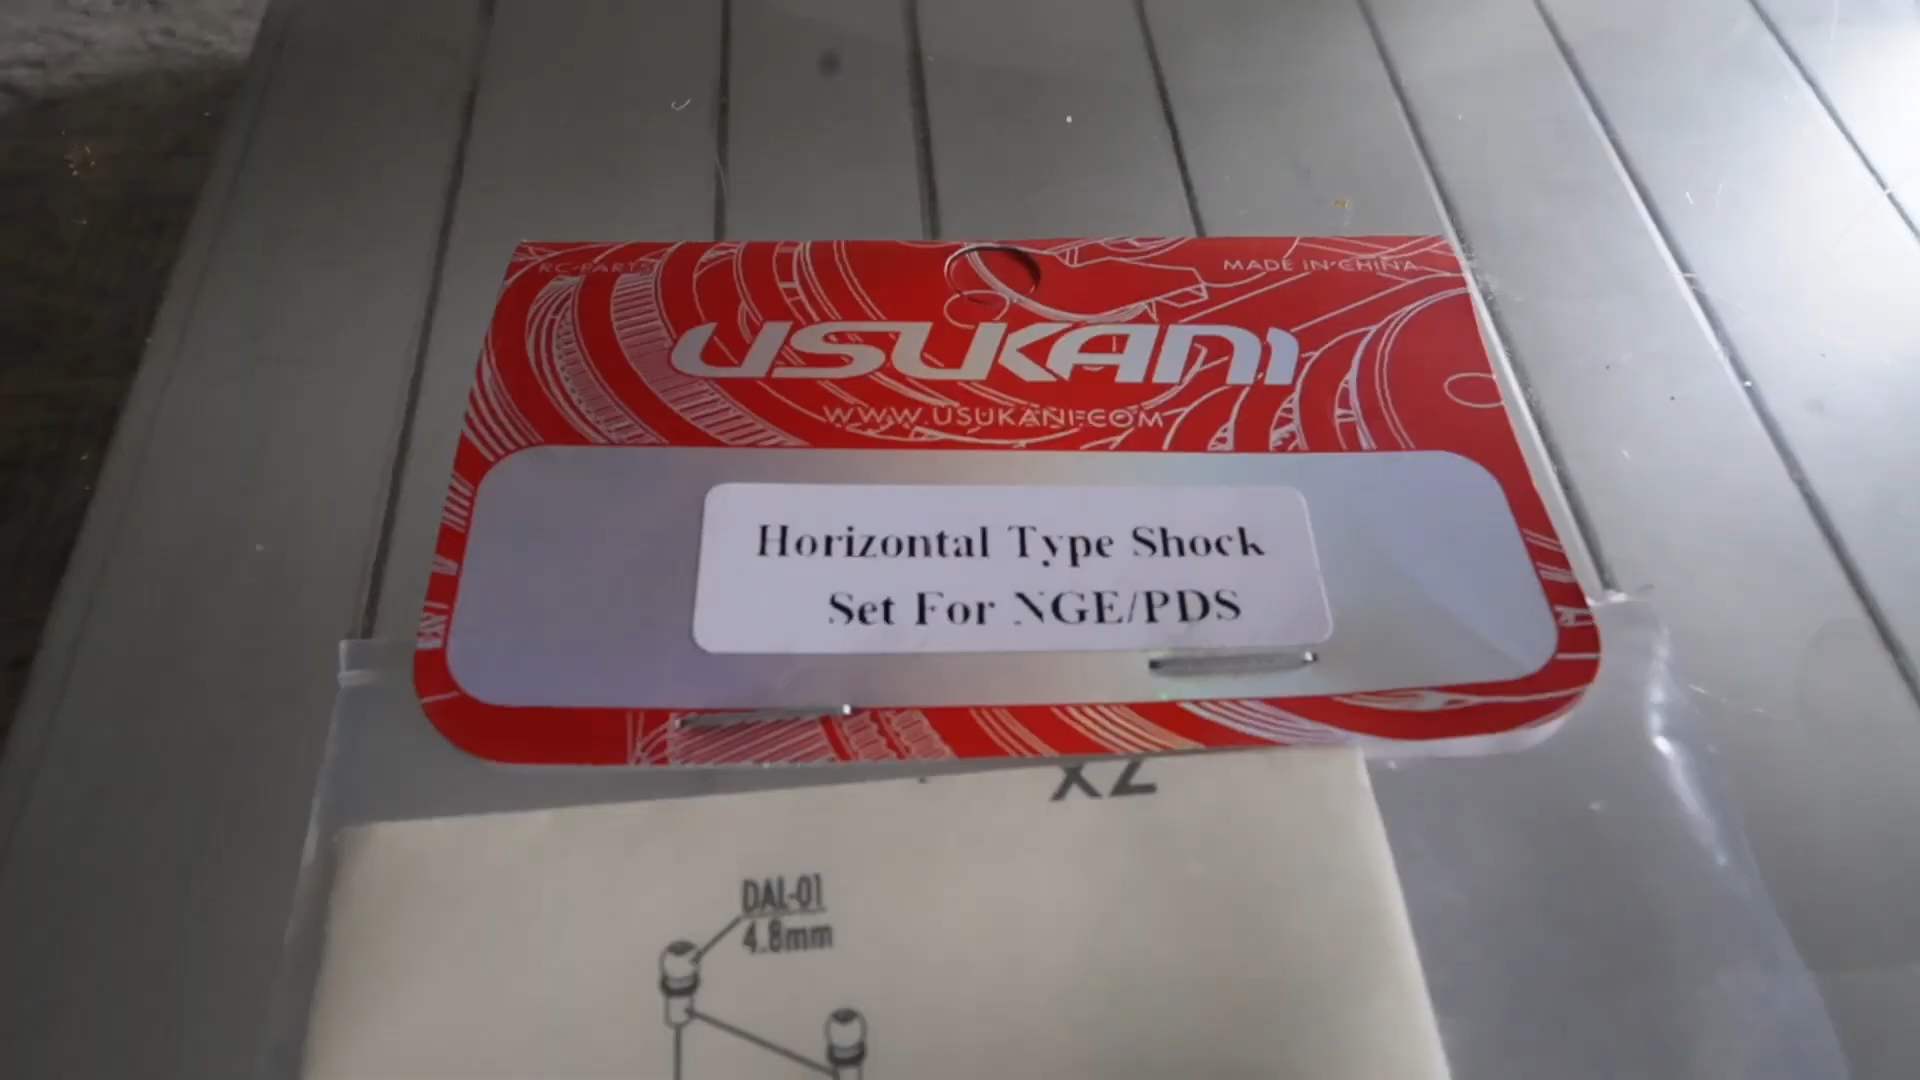 RC-PARTS
MADE IN CHINA
USUKANI
WWW.USUKANI.COM
Horizontal Type Shock
Set For NGE/PDS
X2
DAL-01
4.8mm